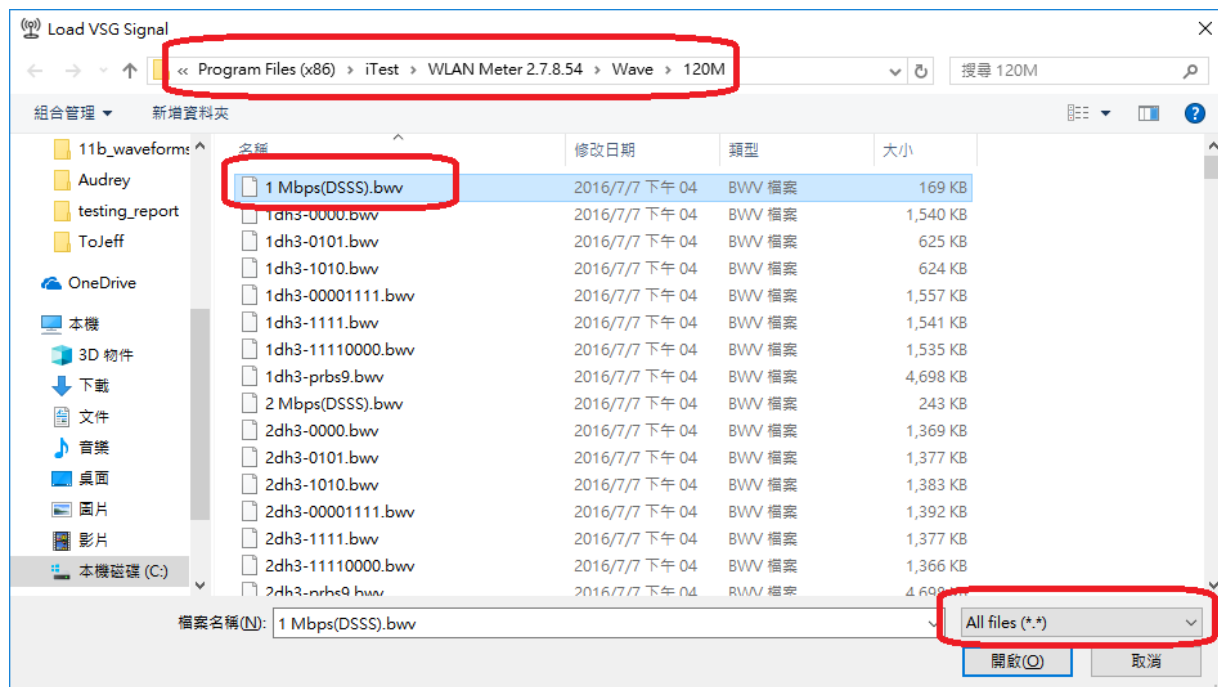 Load VSG Signal
« Program Files (x86) › iTest › WLAN Meter 2.7.8.54 › Wave › 120M
搜尋 120M
組合管理 新增資料夾
11b_waveforms
Audrey
testing_report
ToJeff
OneDrive
本機
3D 物件
下載
文件
音樂
桌面
圖片
影片
本機磁碟 (C:)
名稱 修改日期 類型 大小
1 Mbps(DSSS).bwv 2016/7/7 下午 04 BWV 檔案 169 KB
1dh3-0000.bwv 2016/7/7 下午 04 BWV 檔案 1,540 KB
1dh3-0101.bwv 2016/7/7 下午 04 BWV 檔案 625 KB
1dh3-1010.bwv 2016/7/7 下午 04 BWV 檔案 624 KB
1dh3-00001111.bwv 2016/7/7 下午 04 BWV 檔案 1,557 KB
1dh3-1111.bwv 2016/7/7 下午 04 BWV 檔案 1,541 KB
1dh3-11110000.bwv 2016/7/7 下午 04 BWV 檔案 1,535 KB
1dh3-prbs9.bwv 2016/7/7 下午 04 BWV 檔案 4,698 KB
2 Mbps(DSSS).bwv 2016/7/7 下午 04 BWV 檔案 243 KB
2dh3-0000.bwv 2016/7/7 下午 04 BWV 檔案 1,369 KB
2dh3-0101.bwv 2016/7/7 下午 04 BWV 檔案 1,377 KB
2dh3-1010.bwv 2016/7/7 下午 04 BWV 檔案 1,383 KB
2dh3-00001111.bwv 2016/7/7 下午 04 BWV 檔案 1,392 KB
2dh3-1111.bwv 2016/7/7 下午 04 BWV 檔案 1,377 KB
2dh3-11110000.bwv 2016/7/7 下午 04 BWV 檔案 1,366 KB
2dh3-prbs9.bwv 2016/7/7 下午 04 BWV 檔案 4,698
檔案名稱(N): 1 Mbps(DSSS).bwv
All files (*.*)
開啟(O) 取消